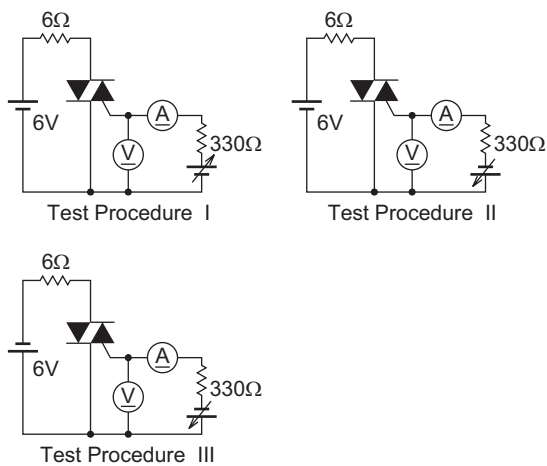 6Ω
6V
A
V
330Ω
Test Procedure I
6Ω
6V
A
V
330Ω
Test Procedure II
6Ω
6V
A
V
330Ω
Test Procedure III